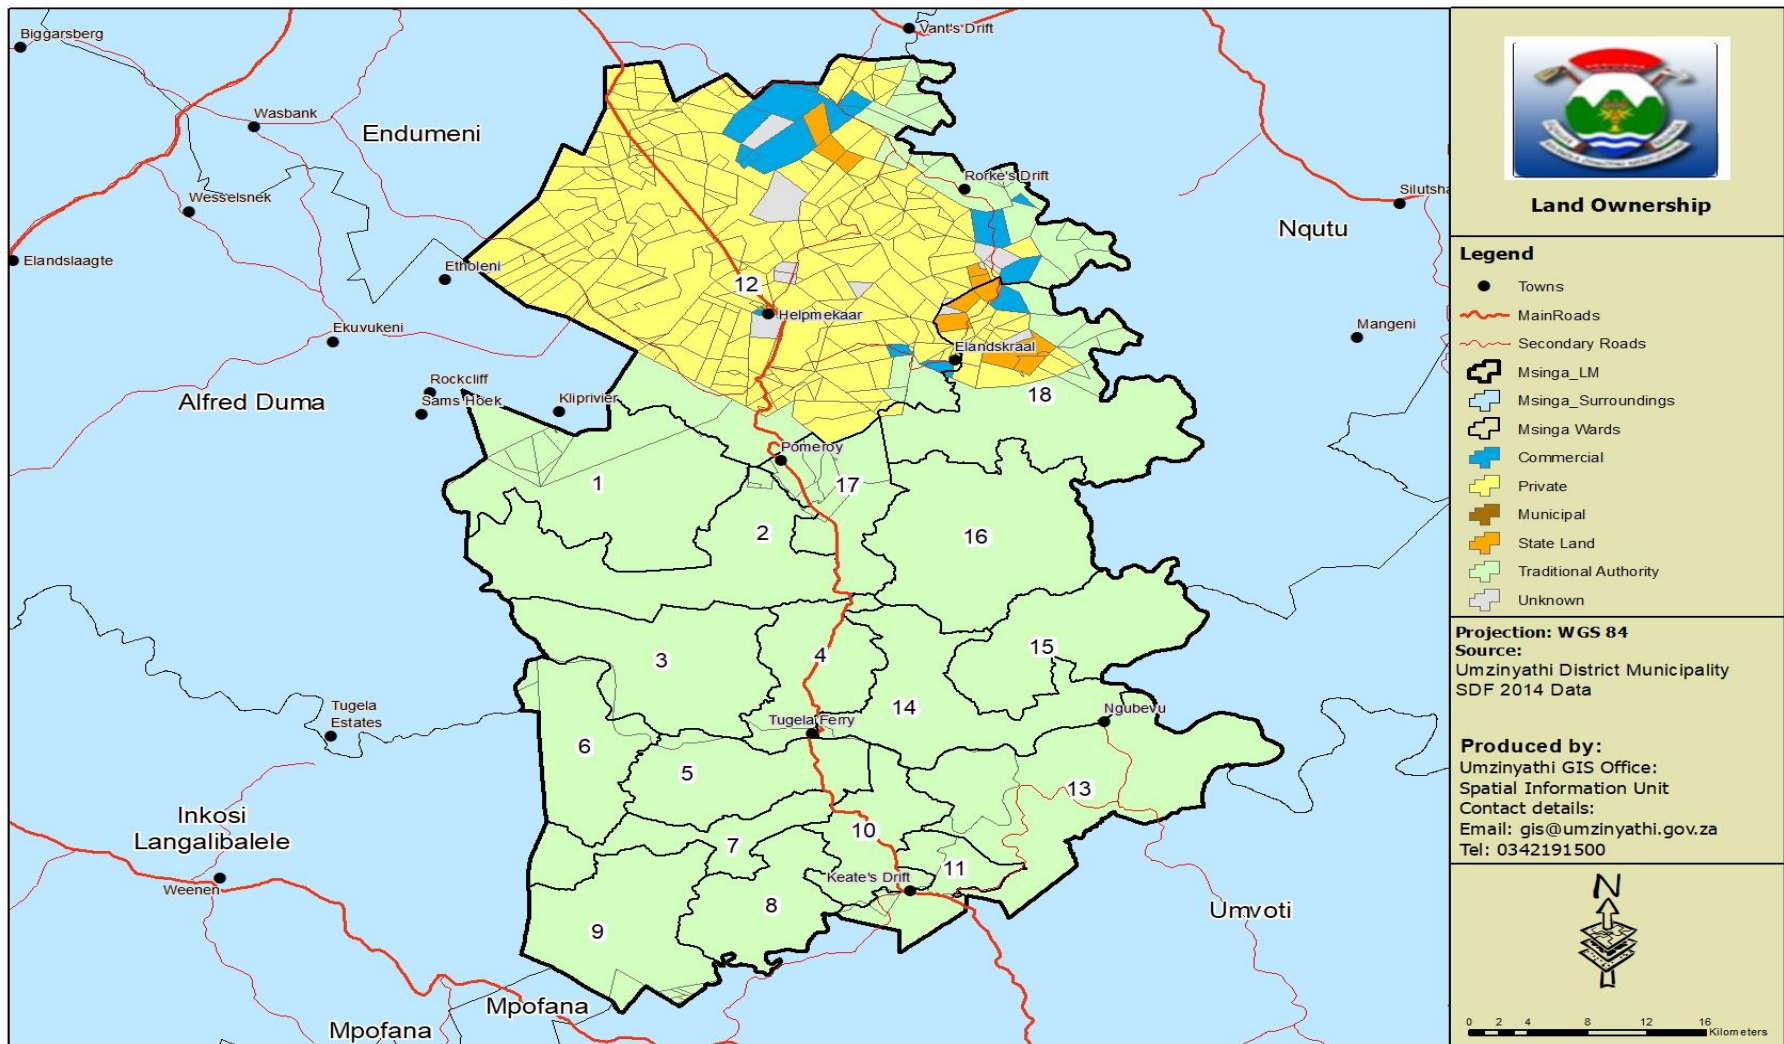 Biggarsberg
Vant's Drift
Wasbank
Endumeni
Rorke's Drift
Wesselsnek
Nqutu
Elandslaagte
Etholeni
12
Helpmekaar
Ekuvukeni
Mangeni
Elandskraal
Rockcliff
Alfred Duma
Sams Hoek
Kliprivier
18
Pomeroy
1
17
2
16
3
4
15
14
Tugela
Estates
Tugela Ferry
Ngubevu
6
5
13
Inkosi
Langalibalele
10
7
11
Weenen
Keate's Drift
8
9
Umvoti
Mpofana
Mpofana
Land Ownership
Legend
Towns
MainRoads
Secondary Roads
Msinga_LM
Msinga_Surroundings
Msinga Wards
Commercial
Private
Municipal
State Land
Traditional Authority
Unknown
Projection: WGS 84
Source:
Umzinyathi District Municipality
SDF 2014 Data
Produced by:
Umzinyathi GIS Office:
Spatial Information Unit
Contact details:
Email: gis@umzinyathi.gov.za
Tel: 0342191500
N
0 2 4 8 12 16
Kilometers